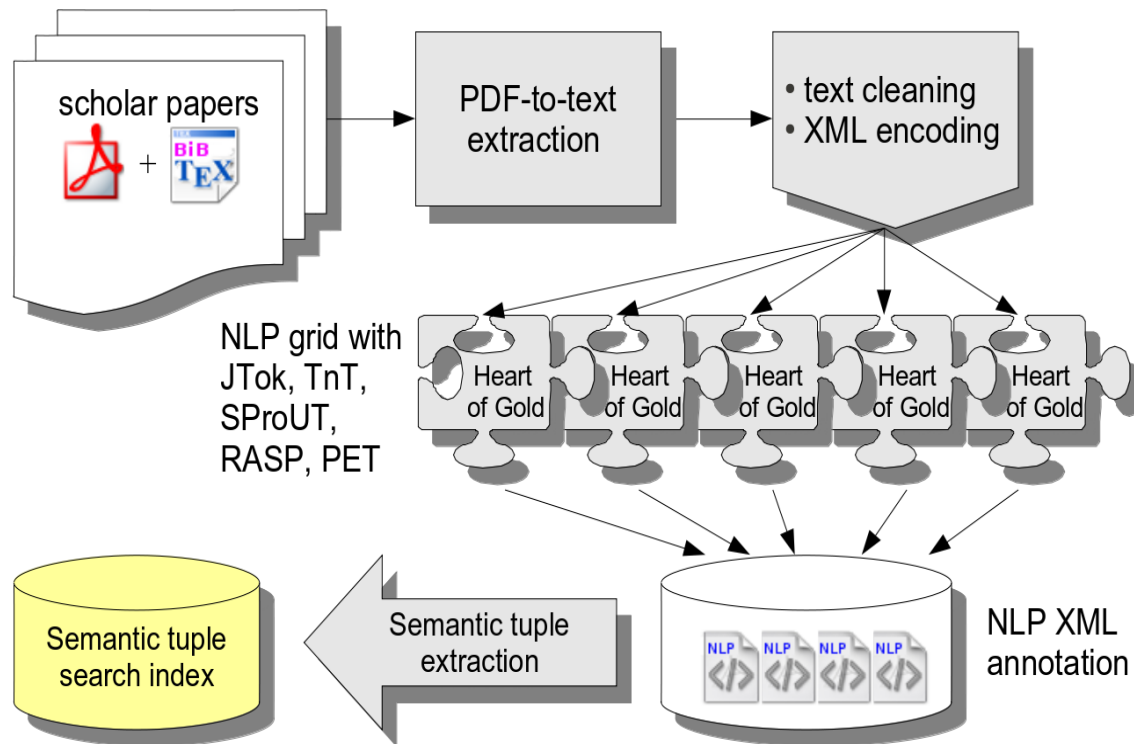 scholar papers
+
TEX
BiB
TEX
PDF-to-text
extraction
• text cleaning
• XML encoding
NLP grid with
JTok, TnT,
SProUT,
RASP, PET
Heart
of Gold
Heart
of Gold
Heart
of Gold
Heart
of Gold
Heart
of Gold
Semantic tuple
search index
Semantic tuple
extraction
NLP
</>
NLP
</>
NLP
</>
NLP
</>
NLP XML
annotation